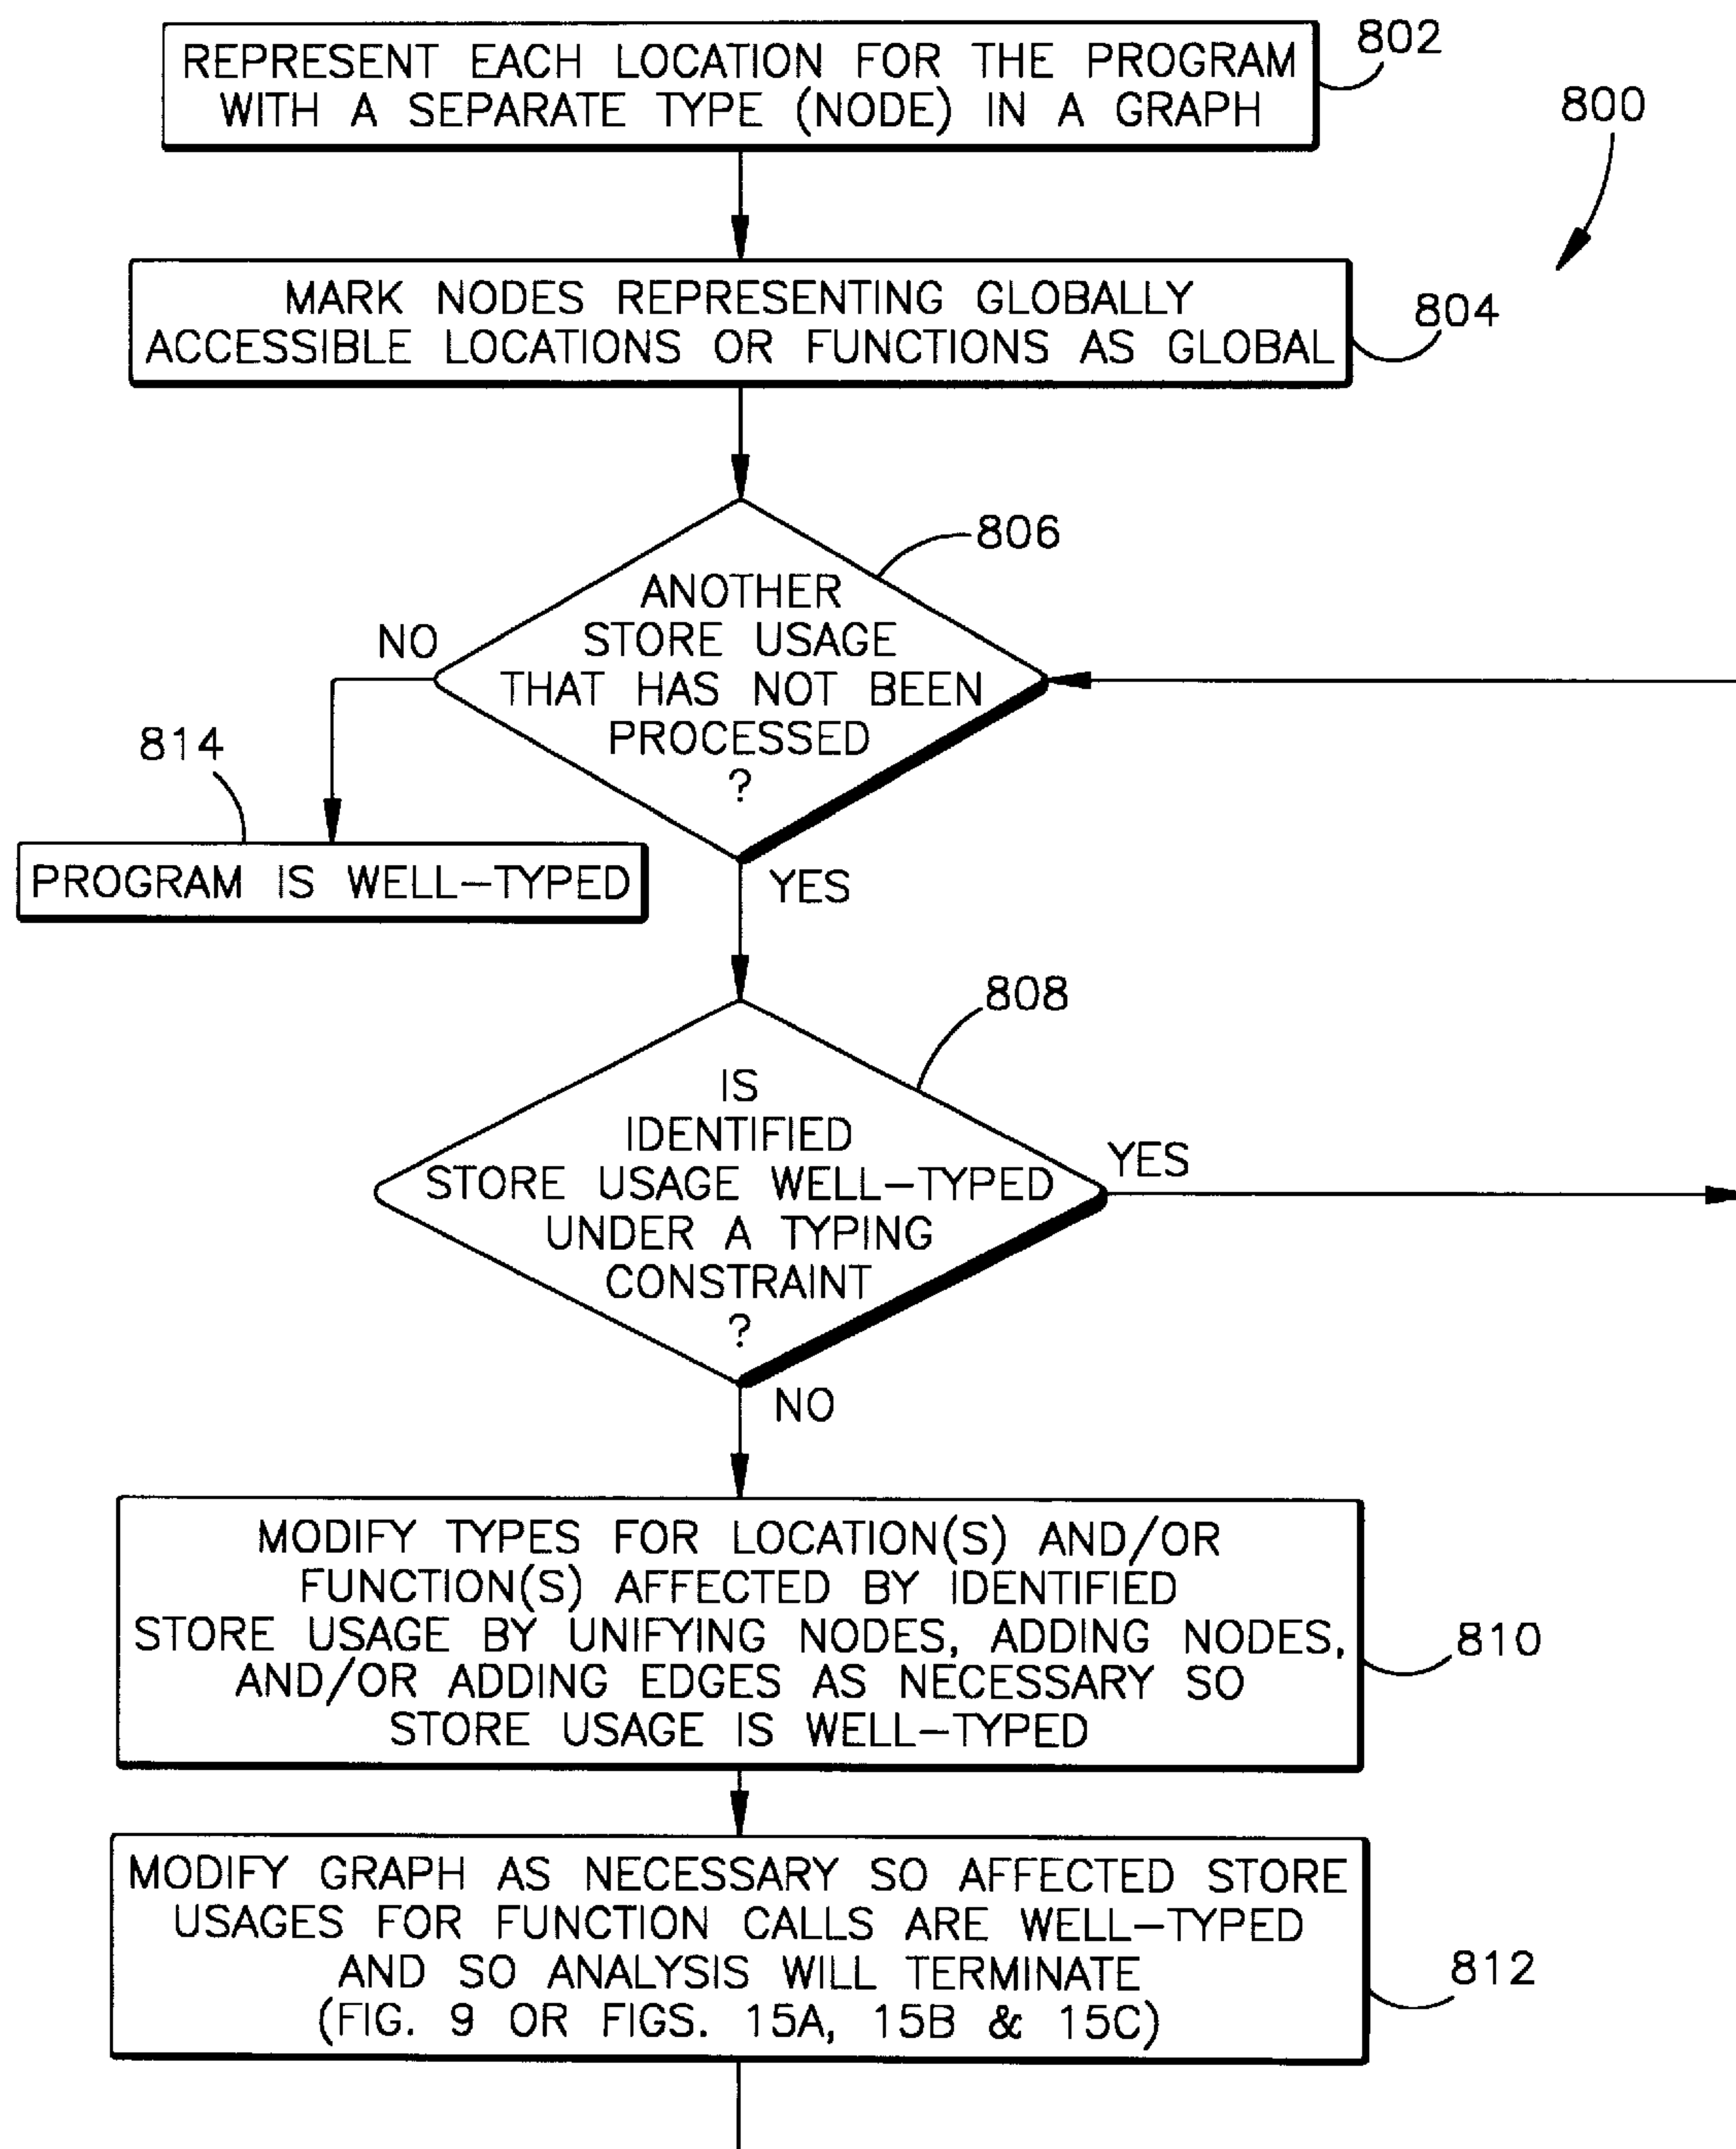 REPRESENT EACH LOCATION FOR THE PROGRAM
WITH A SEPARATE TYPE (NODE) IN A GRAPH
802
800
MARK NODES REPRESENTING GLOBALLY
ACCESSIBLE LOCATIONS OR FUNCTIONS AS GLOBAL
804
806
ANOTHER
STORE USAGE
THAT HAS NOT BEEN
PROCESSED
?
NO
814
PROGRAM IS WELL-TYPED
YES
808
IS
IDENTIFIED
STORE USAGE WELL-TYPED
UNDER A TYPING
CONSTRAINT
?
YES
NO
MODIFY TYPES FOR LOCATION(S) AND/OR
FUNCTION(S) AFFECTED BY IDENTIFIED
STORE USAGE BY UNIFYING NODES, ADDING NODES,
AND/OR ADDING EDGES AS NECESSARY SO
STORE USAGE IS WELL-TYPED
810
MODIFY GRAPH AS NECESSARY SO AFFECTED STORE
USAGES FOR FUNCTION CALLS ARE WELL-TYPED
AND SO ANALYSIS WILL TERMINATE
(FIG. 9 OR FIGS. 15A, 15B & 15C)
812